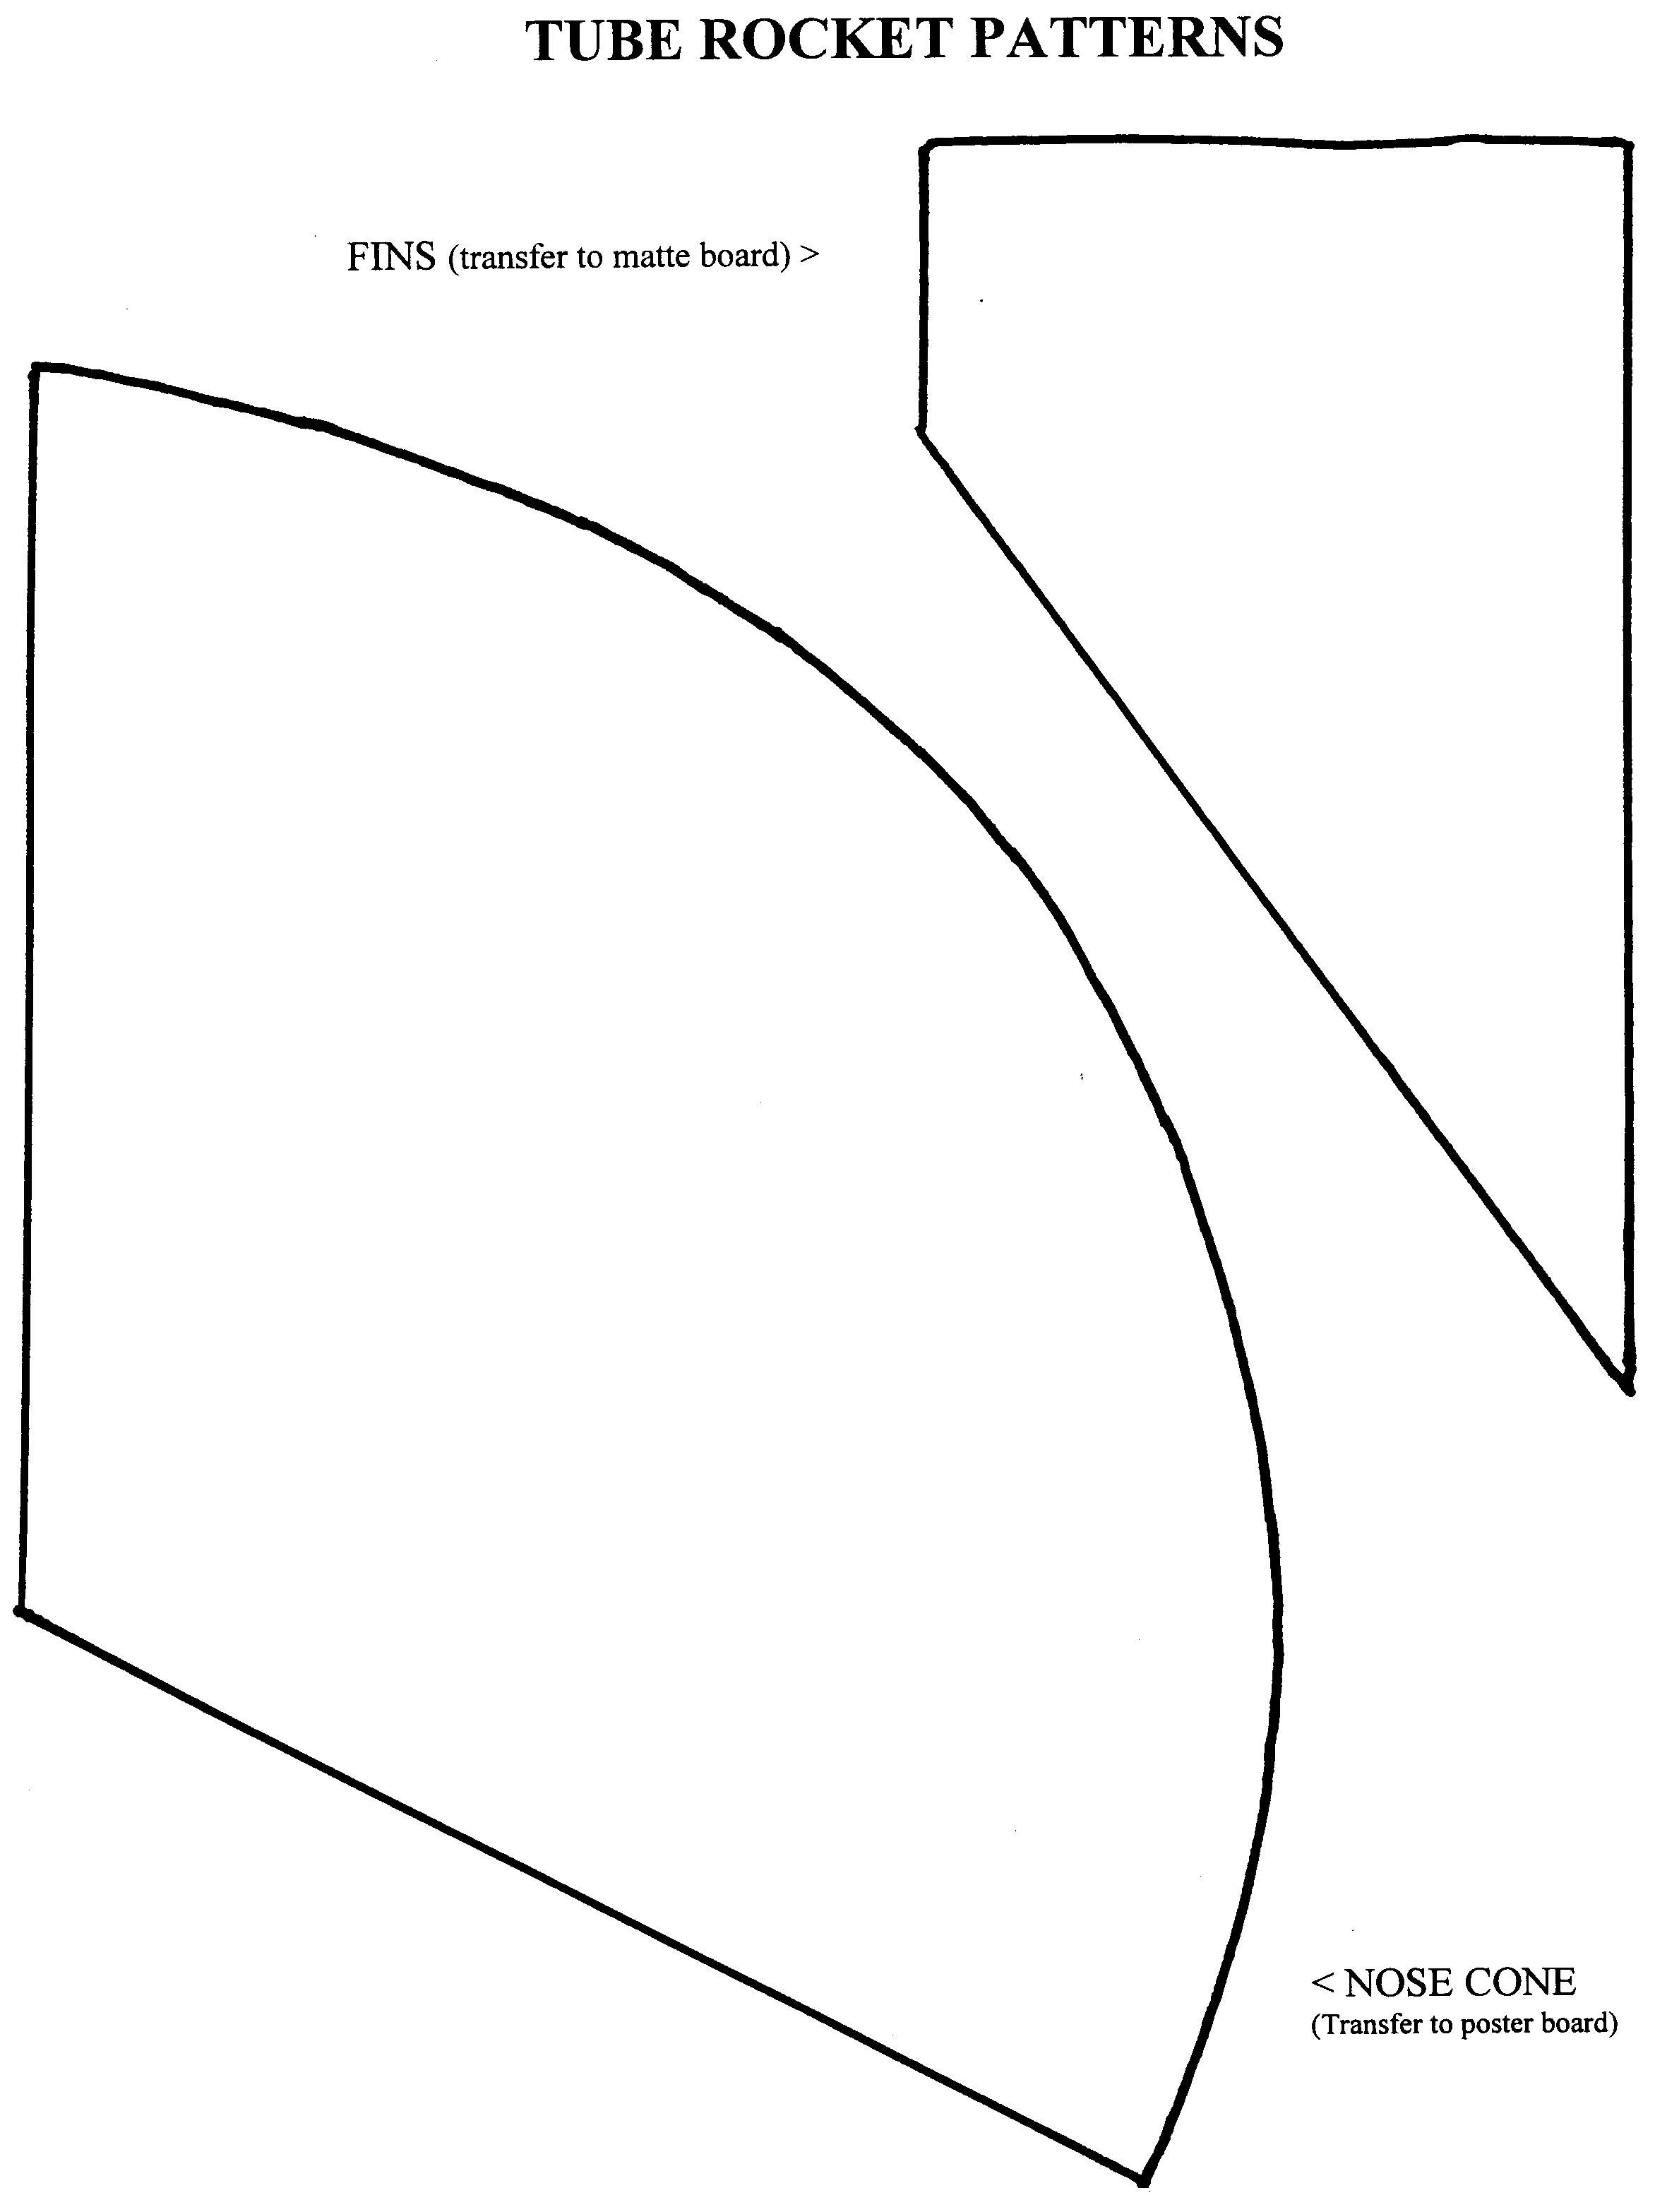 TUBE ROCKET PATTERNS
FINS (transfer to matte board) >
< NOSE CONE
(Transfer to poster board)